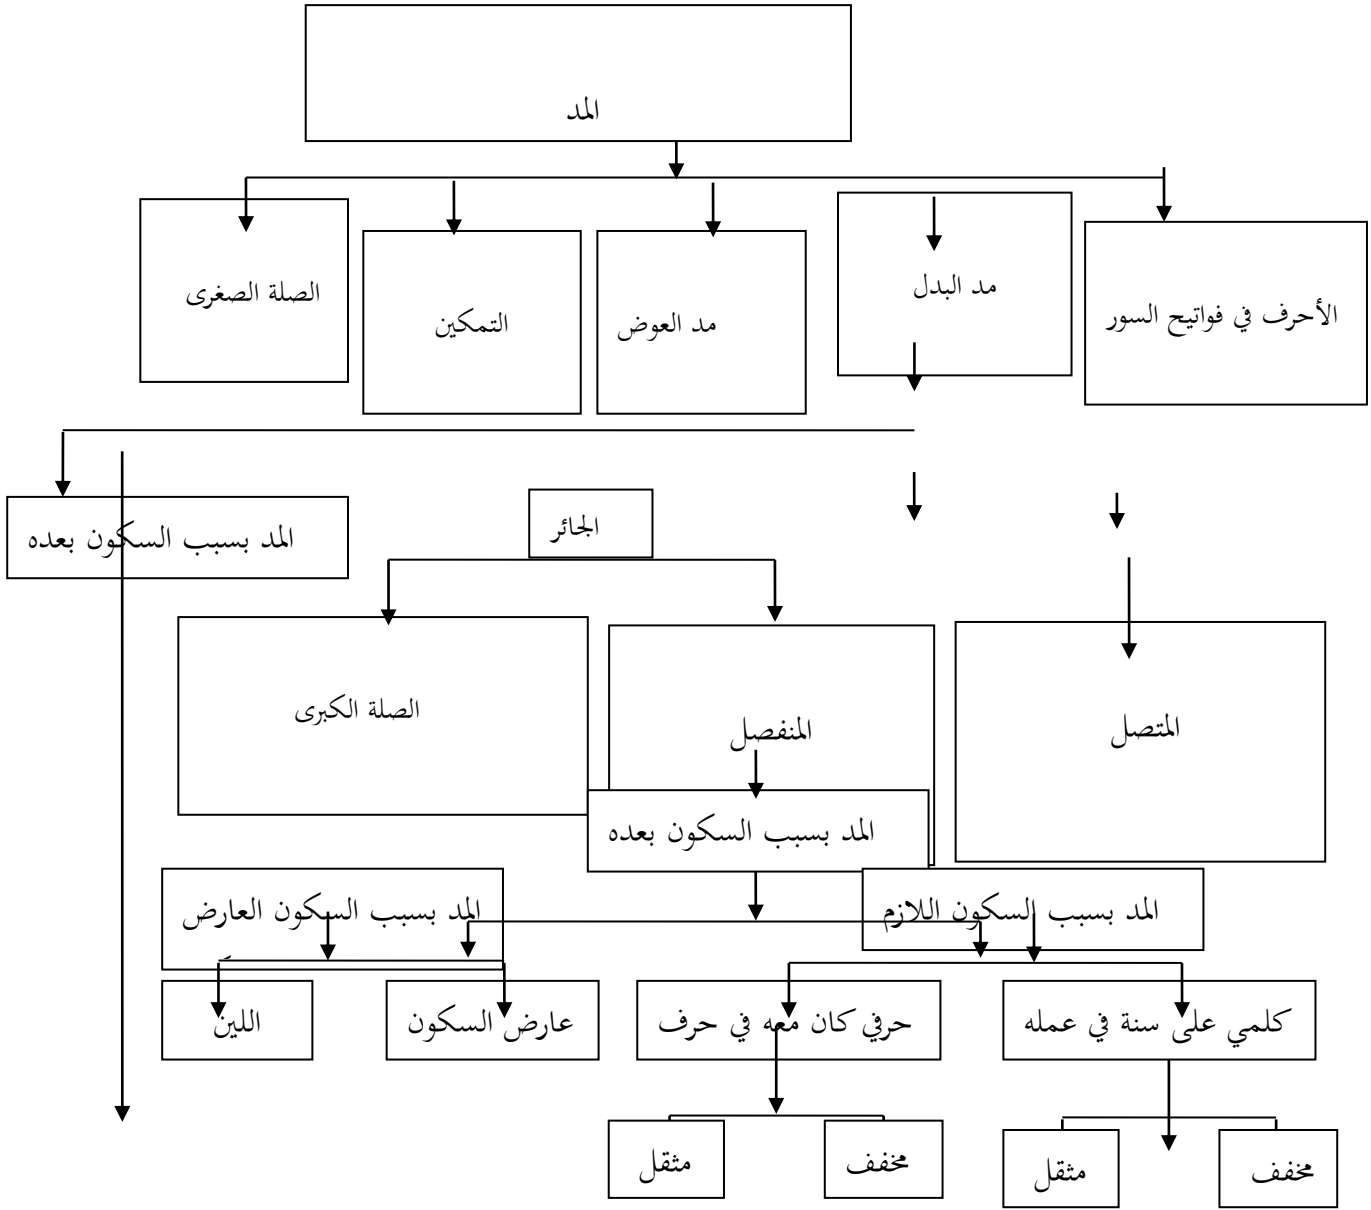 المد
الأحرف في فواتيح السور
مد البدل
مد العوض
التمكين
الصلة الصغرى
الجائر
المد بسبب السكون بعده
المتصل
المنفصل
الصلة الكبرى
المد بسبب السكون بعده
المد بسبب السكون اللازم
المد بسبب السكون العارض
كلمي على سنة في عمله
حرفي كان معه في حرف
عارض السكون
اللين
مخفف
مثقل
مخفف
مثقل